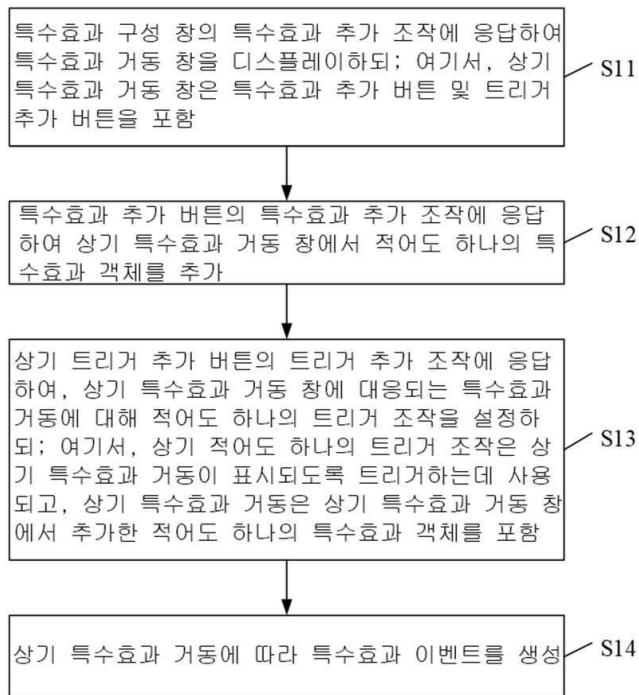 특수효과 구성 창의 특수효과 추가 조작에 응답하여
특수효과 거동 창을 디스플레이하되; 여기서, 상기
특수효과 거동 창은 특수효과 추가 버튼 및 트리거
추가 버튼을 포함
S11
특수효과 추가 버튼의 특수효과 추가 조작에 응답
하여 상기 특수효과 거동 창에서 적어도 하나의 특
수효과 객체를 추가
S12
상기 트리거 추가 버튼의 트리거 추가 조작에 응답
하여, 상기 특수효과 거동 창에 대응되는 특수효과
거동에 대해 적어도 하나의 트리거 조작을 설정하
되; 여기서, 상기 적어도 하나의 트리거 조작은 상
기 특수효과 거동이 표시되도록 트리거하는데 사용
되고, 상기 특수효과 거동은 상기 특수효과 거동 창
에서 추가한 적어도 하나의 특수효과 객체를 포함
S13
상기 특수효과 거동에 따라 특수효과 이벤트를 생성
S14